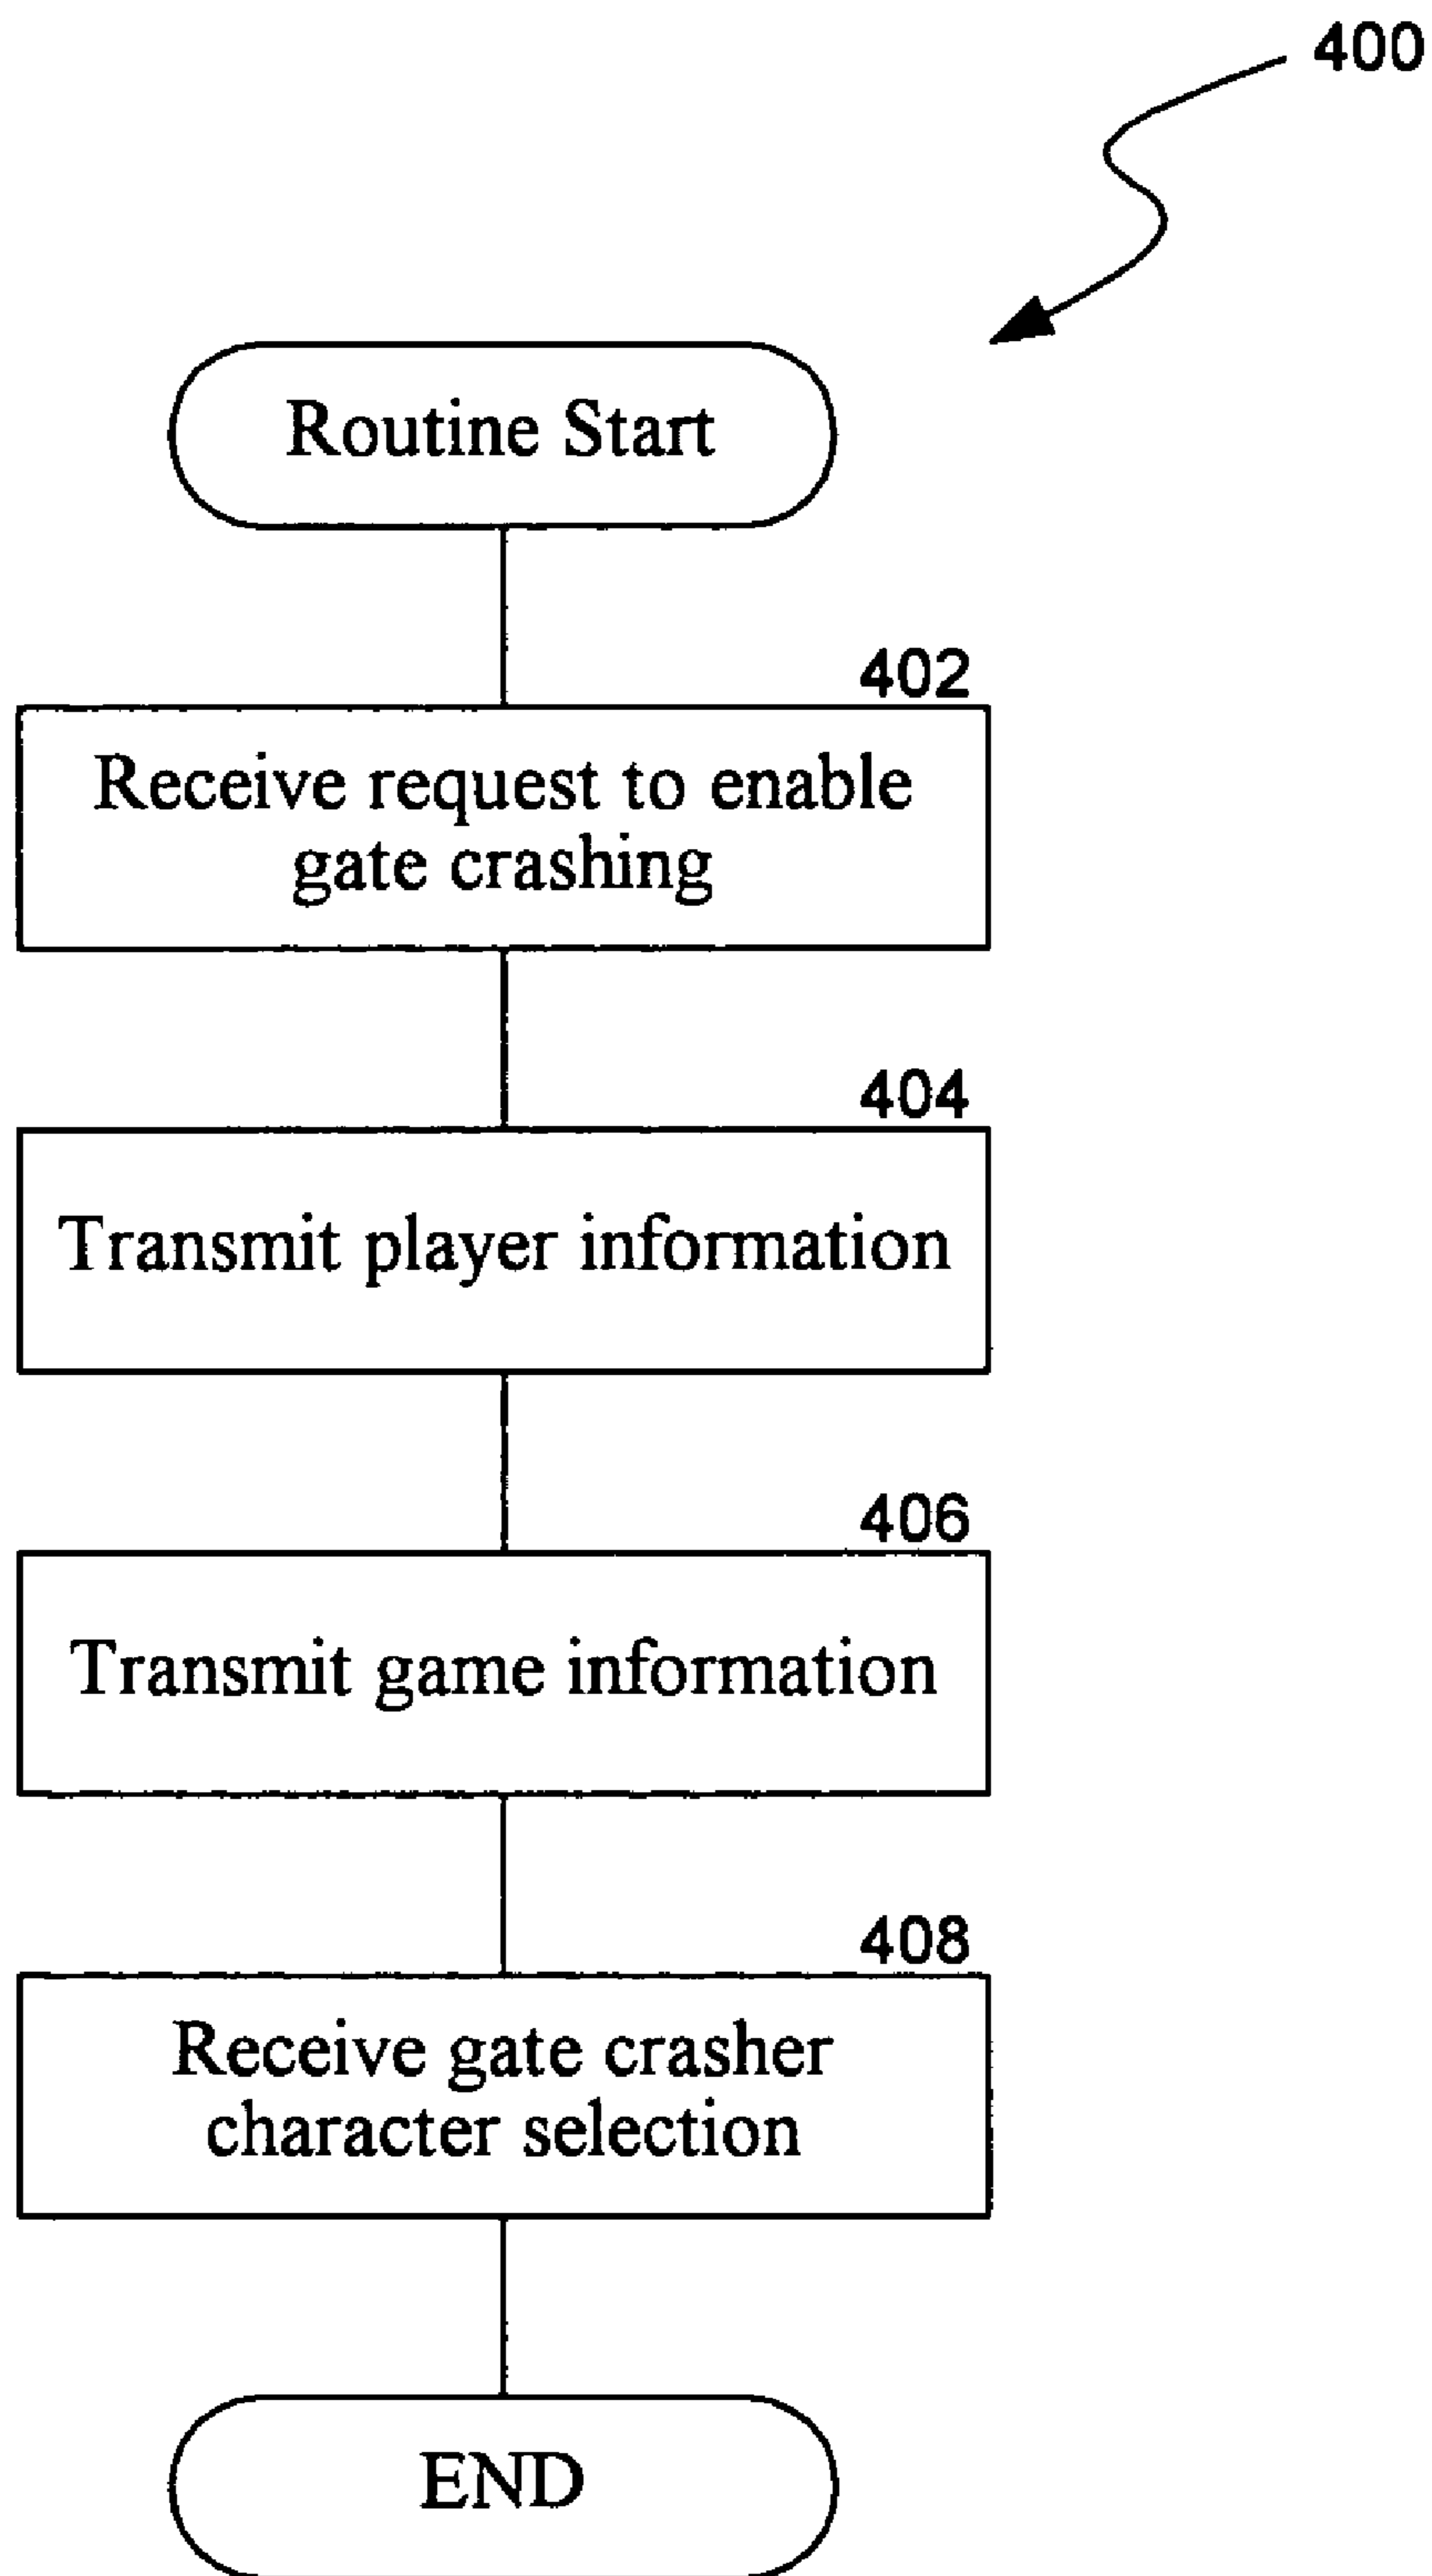 400
Routine Start
402
Receive request to enable
gate crashing
404
Transmit player information
406
Transmit game information
408
Receive gate crasher
character selection
END